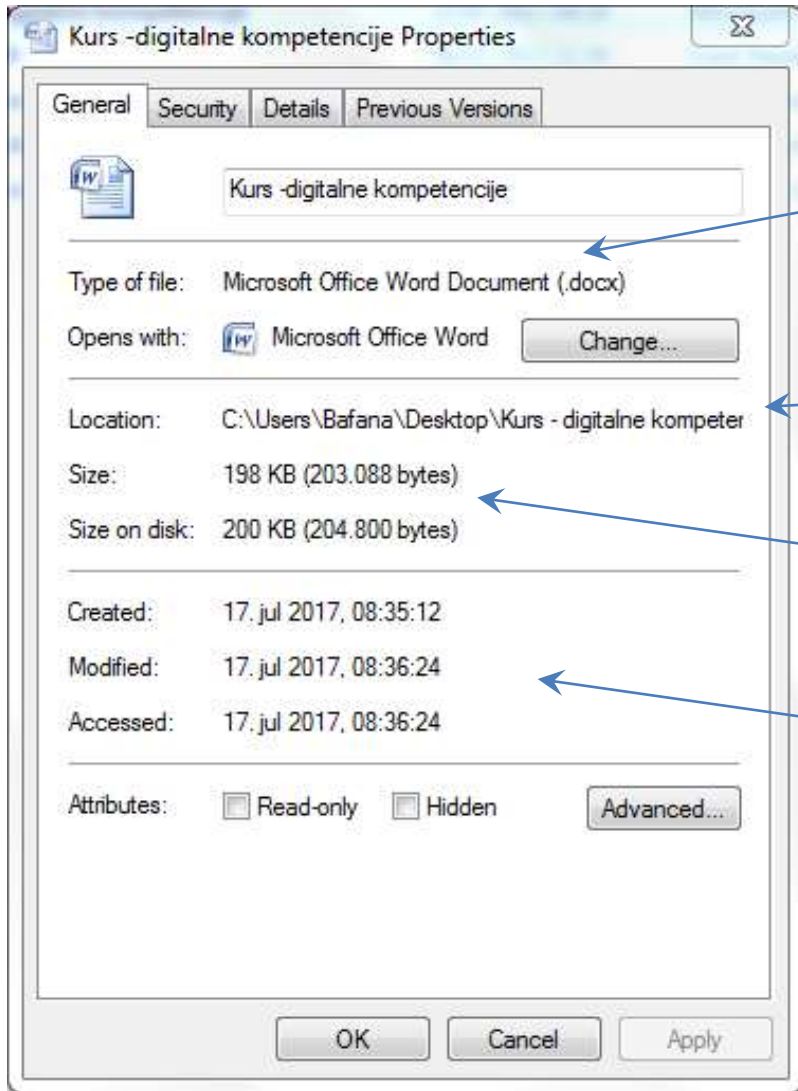 Kurs -digitalne kompetencije Properties
General Security Details Previous Versions
Kurs -digitalne kompetencije
Type of file: Microsoft Office Word Document (.docx)
Opens with: Microsoft Office Word Change...
Location: C:\Users\Bafana\Desktop\Kurs - digitalne kompeter
Size: 198 KB (203.088 bytes)
Size on disk: 200 KB (204.800 bytes)
Created: 17. jul 2017, 08:35:12
Modified: 17. jul 2017, 08:36:24
Accessed: 17. jul 2017, 08:36:24
Attributes: Read-only Hidden Advanced...
OK Cancel Apply